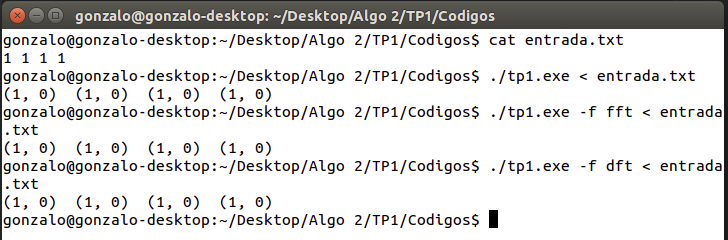 gonzalo@gonzalo-desktop: ~/Desktop/Algo 2/TP1/Codigos
gonzalo@gonzalo-desktop:~/Desktop/Algo 2/TP1/Codigos$ cat entrada.txt
1 1 1 1
gonzalo@gonzalo-desktop:~/Desktop/Algo 2/TP1/Codigos$ ./tp1.exe < entrada.txt
(1, 0)  (1, 0)  (1, 0)  (1, 0)
gonzalo@gonzalo-desktop:~/Desktop/Algo 2/TP1/Codigos$ ./tp1.exe -f fft < entrada
.txt
(1, 0)  (1, 0)  (1, 0)  (1, 0)
gonzalo@gonzalo-desktop:~/Desktop/Algo 2/TP1/Codigos$ ./tp1.exe -f dft < entrada
.txt
(1, 0)  (1, 0)  (1, 0)  (1, 0)
gonzalo@gonzalo-desktop:~/Desktop/Algo 2/TP1/Codigos$